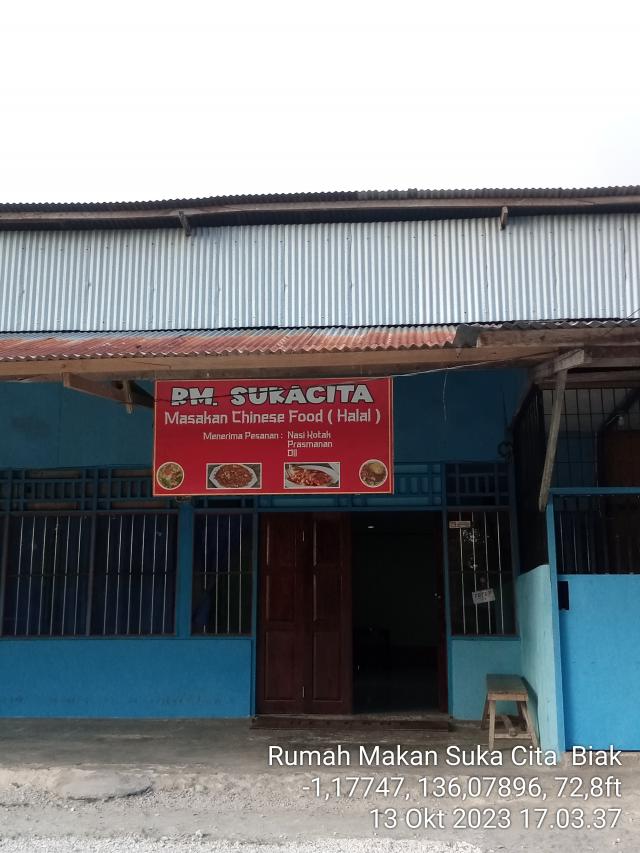 RM. SUKACITA
Masakan Chinese Food ( Halal )
Menerima Pesanan : Nasi Kotak
Prasmanan
Dll
Rumah Makan Suka Cita Biak
-1,17747, 136,07896, 72,8ft
13 Okt 2023 17.03.37